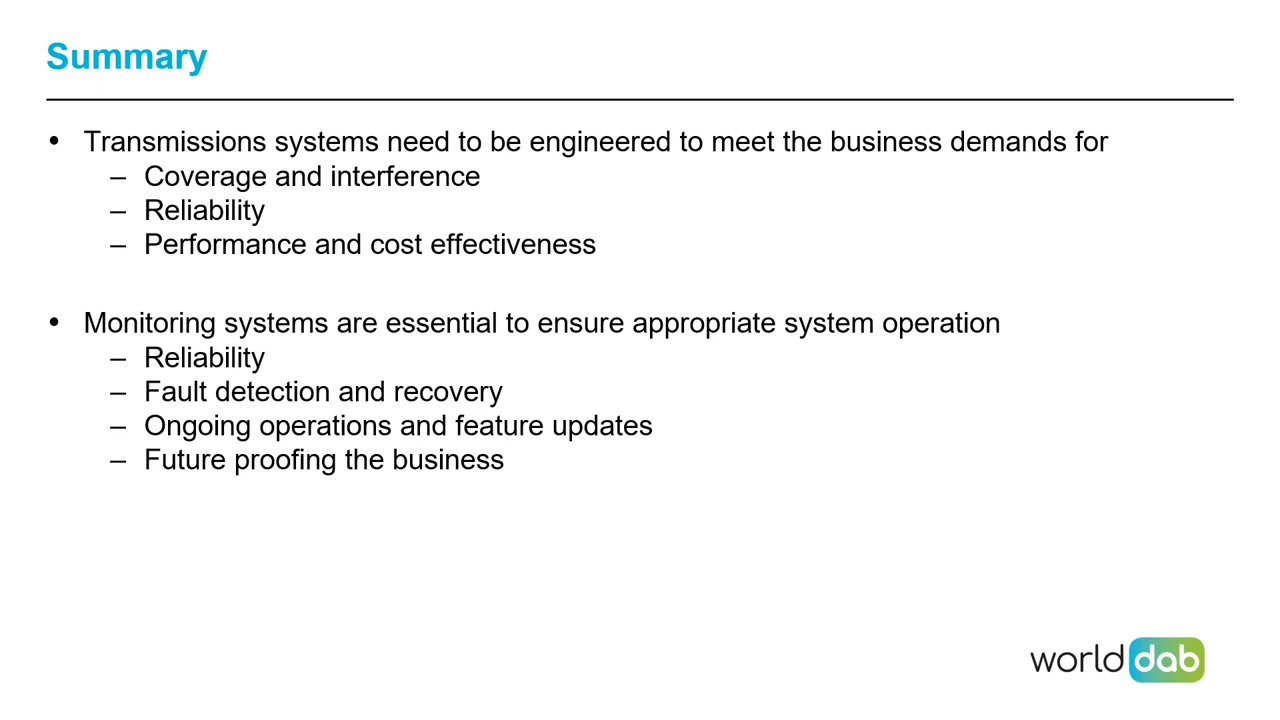 Summary
• Transmissions systems need to be engineered to meet the business demands for
– Coverage and interference
– Reliability
– Performance and cost effectiveness
• Monitoring systems are essential to ensure appropriate system operation
– Reliability
– Fault detection and recovery
– Ongoing operations and feature updates
– Future proofing the business
world dab